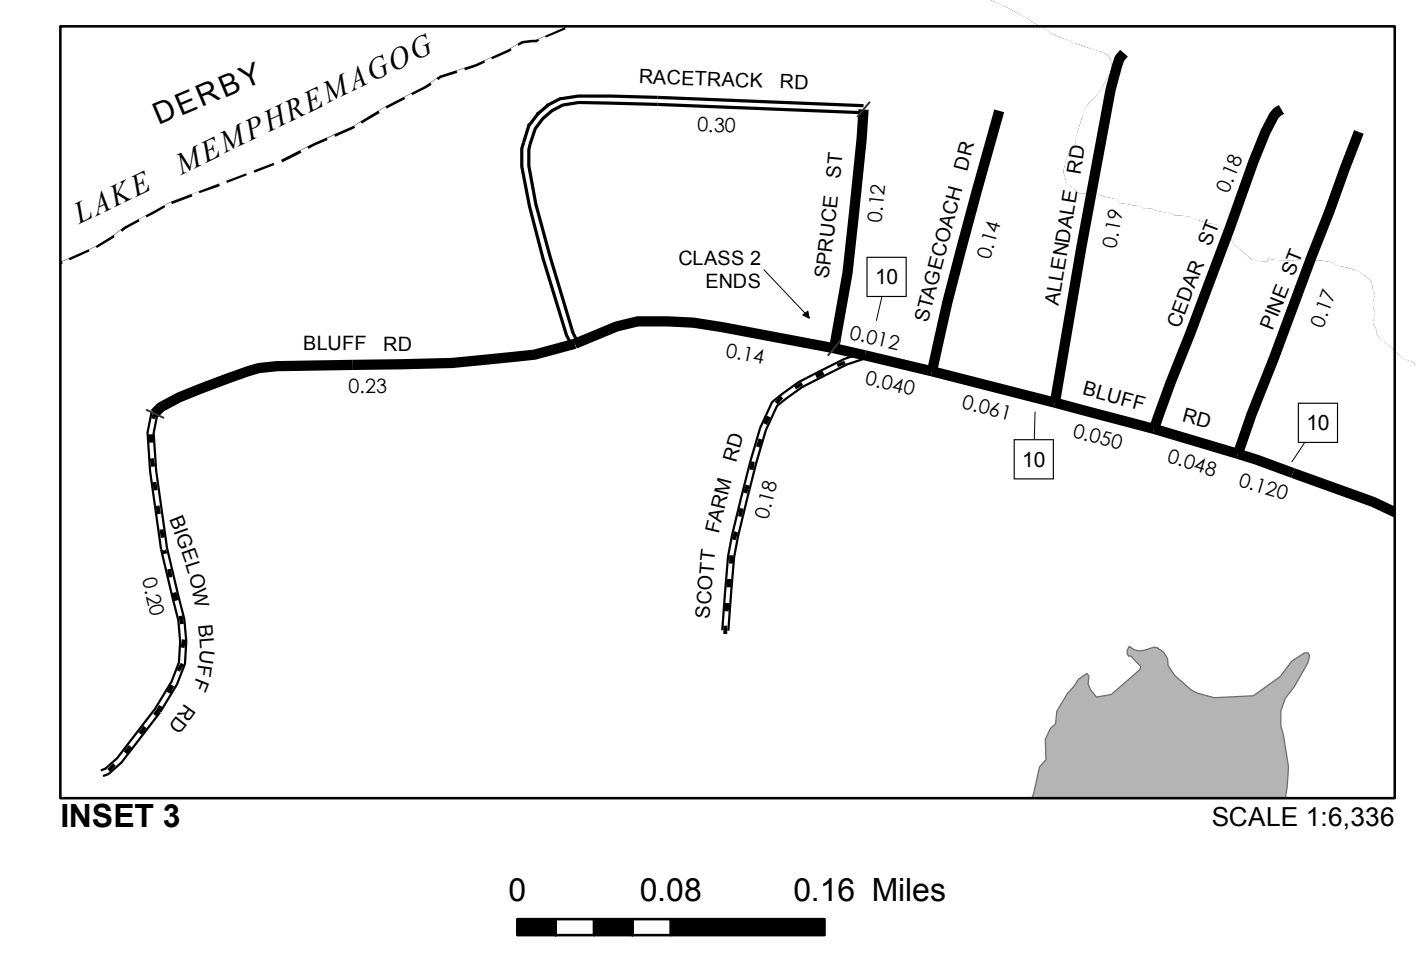 DERBY
LAKE MEMPHREMAGOG
RACETRACK RD
0.30
SPRUCE ST
0.12
STAGECOACH DR
0.14
ALLENDALE RD
0.19
CEDAR ST
0.18
PINE ST
0.17
CLASS 2
ENDS
10
BLUFF RD
0.23
0.14
0.012
0.040
0.061
10
BLUFF RD
0.050
0.048
0.120
10
SCOTT FARM RD
0.18
BIGELOW BLUFF RD
0.20
INSET 3
SCALE 1:6,336
0 0.08 0.16 Miles